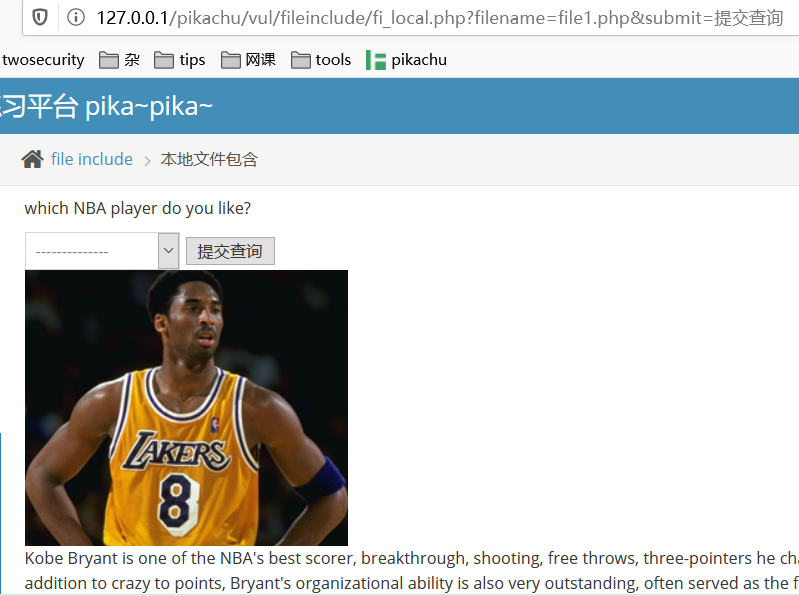 127.0.0.1/pikachu/vul/fileinclude/fi_local.php?filename=file1.php&submit=提交查询
twosecurity 杂 tips 网课 tools pikachu
习平台 pika~pika~
file include > 本地文件包含
which NBA player do you like?
-------------- 提交查询
LAKERS
8
Kobe Bryant is one of the NBA's best scorer, breakthrough, shooting, free throws, three-pointers he
addition to crazy to points, Bryant's organizational ability is also very outstanding, often served as the